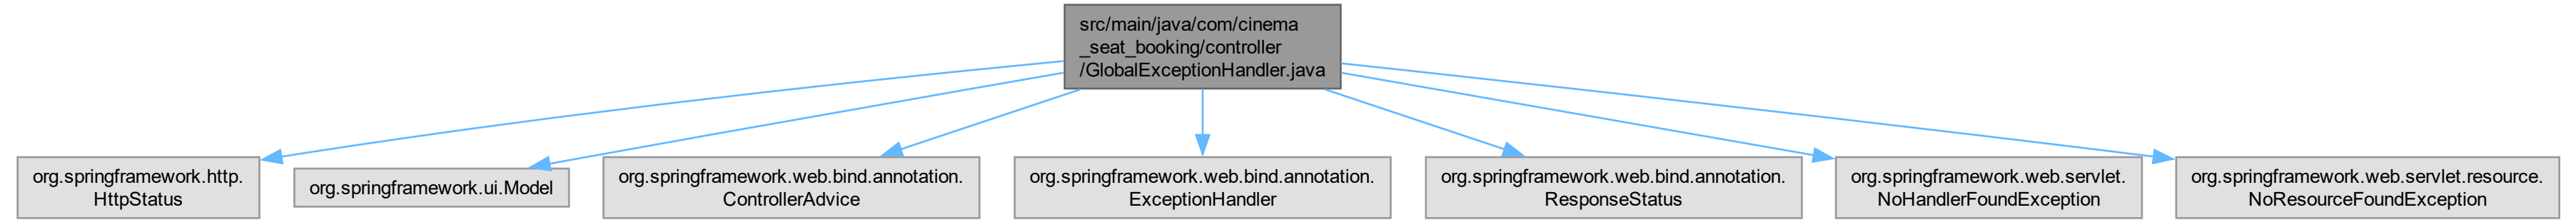 src/main/java/com/cinema
_seat_booking/controller
/GlobalExceptionHandler.java
org.springframework.http.
HttpStatus
org.springframework.ui.Model
org.springframework.web.bind.annotation.
ControllerAdvice
org.springframework.web.bind.annotation.
ExceptionHandler
org.springframework.web.bind.annotation.
ResponseStatus
org.springframework.web.servlet.
NoHandlerFoundException
org.springframework.web.servlet.resource.
NoResourceFoundException